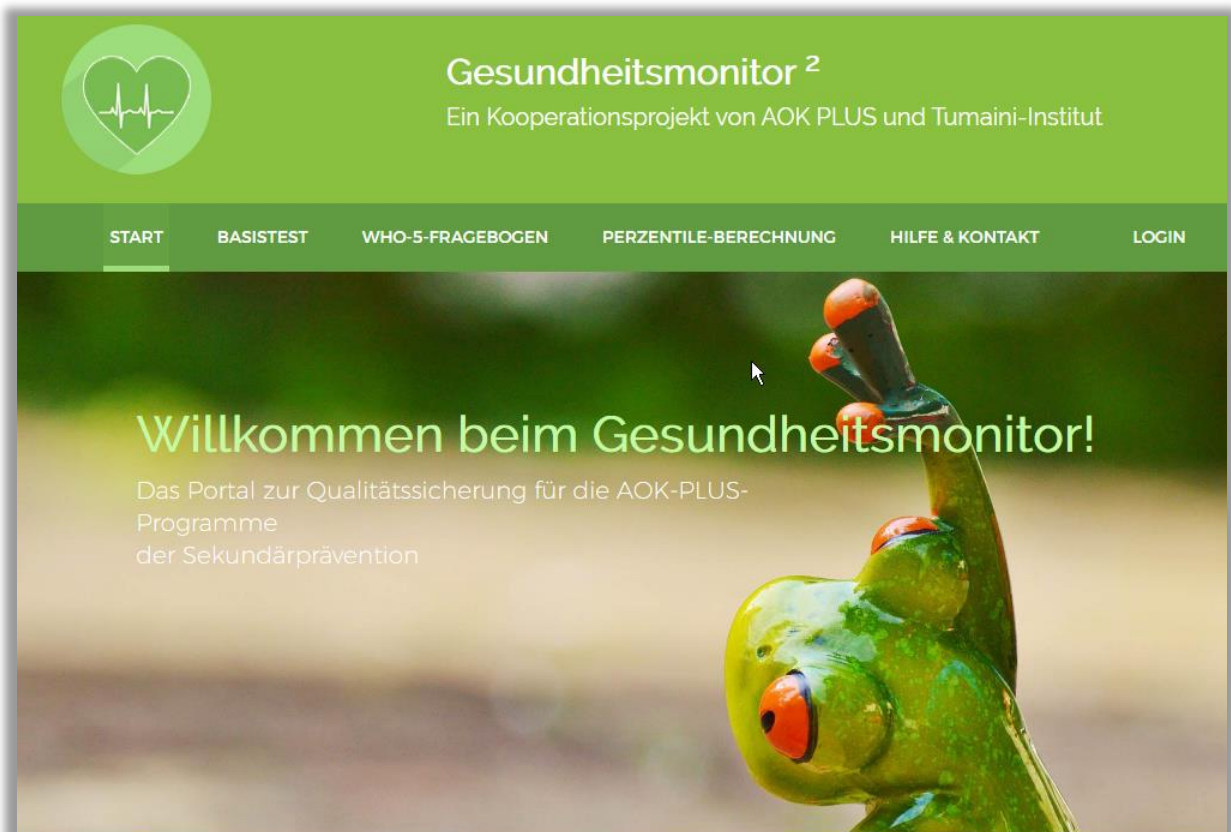 Gesundheitsmonitor ²
Ein Kooperationsprojekt von AOK PLUS und Tumaini-Institut
START
BASISTEST
WHO-5-FRAGEBOGEN
PERZENTILE-BERECHNUNG
HILFE & KONTAKT
LOGIN
Willkommen beim Gesundheitsmonitor!
Das Portal zur Qualitätssicherung für die AOK-PLUS-
Programme
der Sekundärprävention